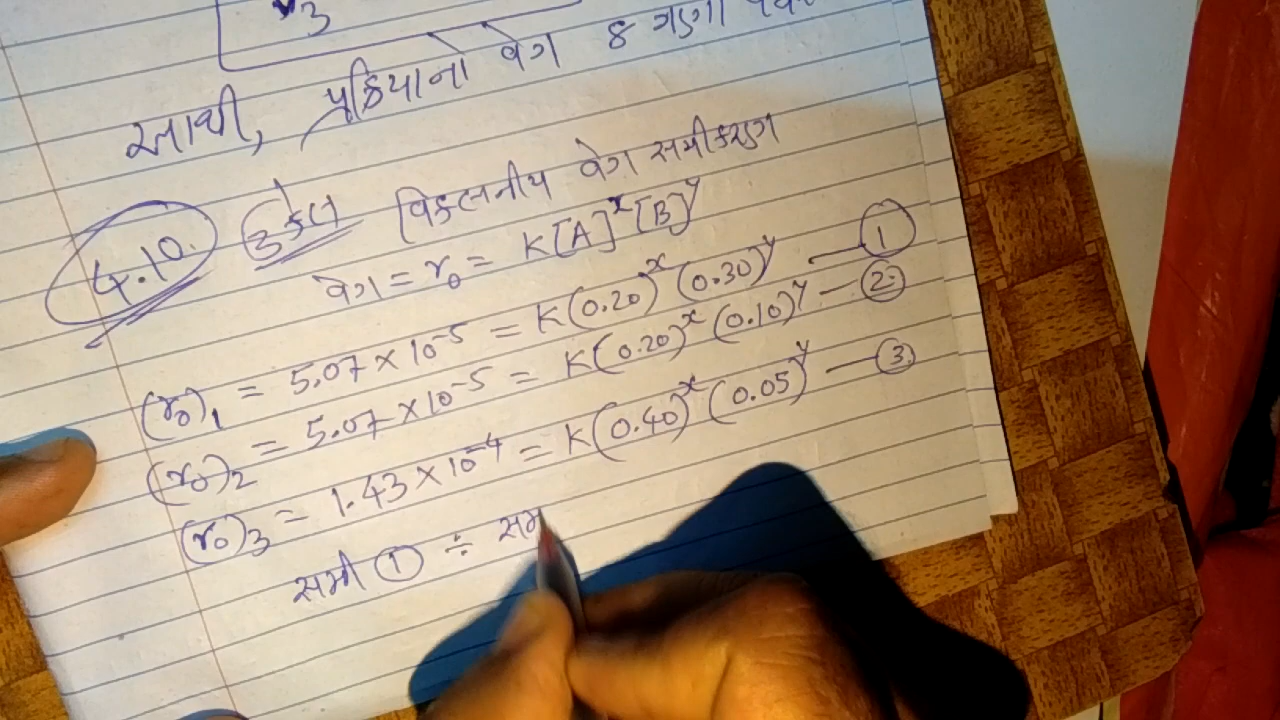 r3
આથી, પ્રક્રિયાનો વેગ 8 ગણો
4.10. ઉકેલ વિકલનીય વેગ સમીકરણ
વેગ = r₀ = K[A]ˣ[B]ʸ
(r₀)₁ = 5.07 × 10⁻⁵ = K(0.20)ˣ (0.30)ʸ — ①
(r₀)₂ = 5.07 × 10⁻⁵ = K(0.20)ˣ (0.10)ʸ — ②
(r₀)₃ = 1.43 × 10⁻⁴ = K(0.40)ˣ (0.05)ʸ — ③
સમી ① ÷ સમ